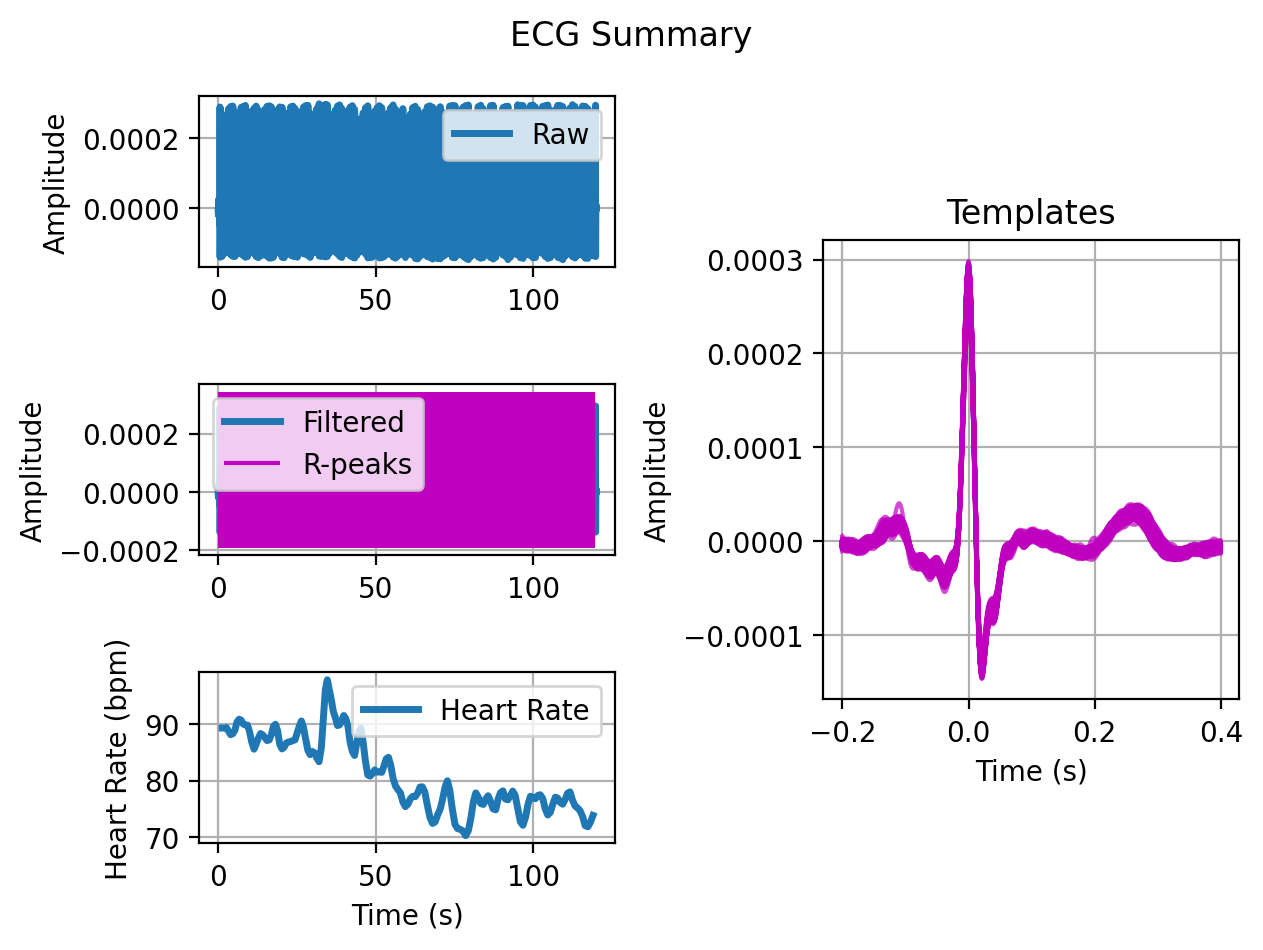 ECG Summary
Amplitude
0.0002
0.0000
Raw
0
50
100
Amplitude
0.0002
0.0000
−0.0002
Filtered
R-peaks
0
50
100
Heart Rate (bpm)
90
80
70
Heart Rate
0
50
100
Time (s)
Templates
Amplitude
0.0003
0.0002
0.0001
0.0000
−0.0001
−0.2
0.0
0.2
0.4
Time (s)